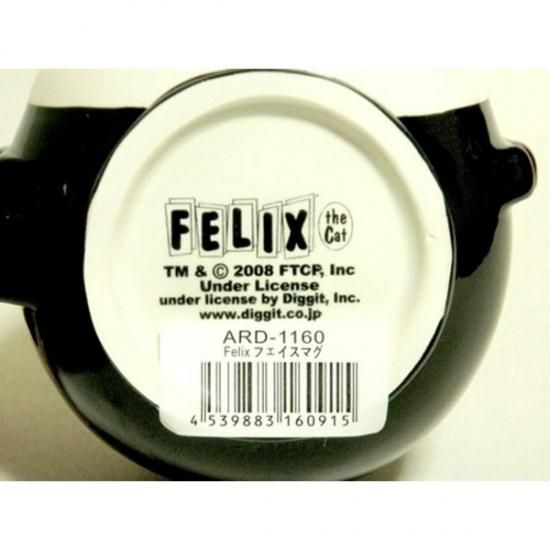 FELIX the Cat
TM & © 2008 FTCP, Inc
Under License
under license by Diggit, Inc.
www.diggit.co.jp
ARD-1160
Felix フェイスマグ
4 539883 160915